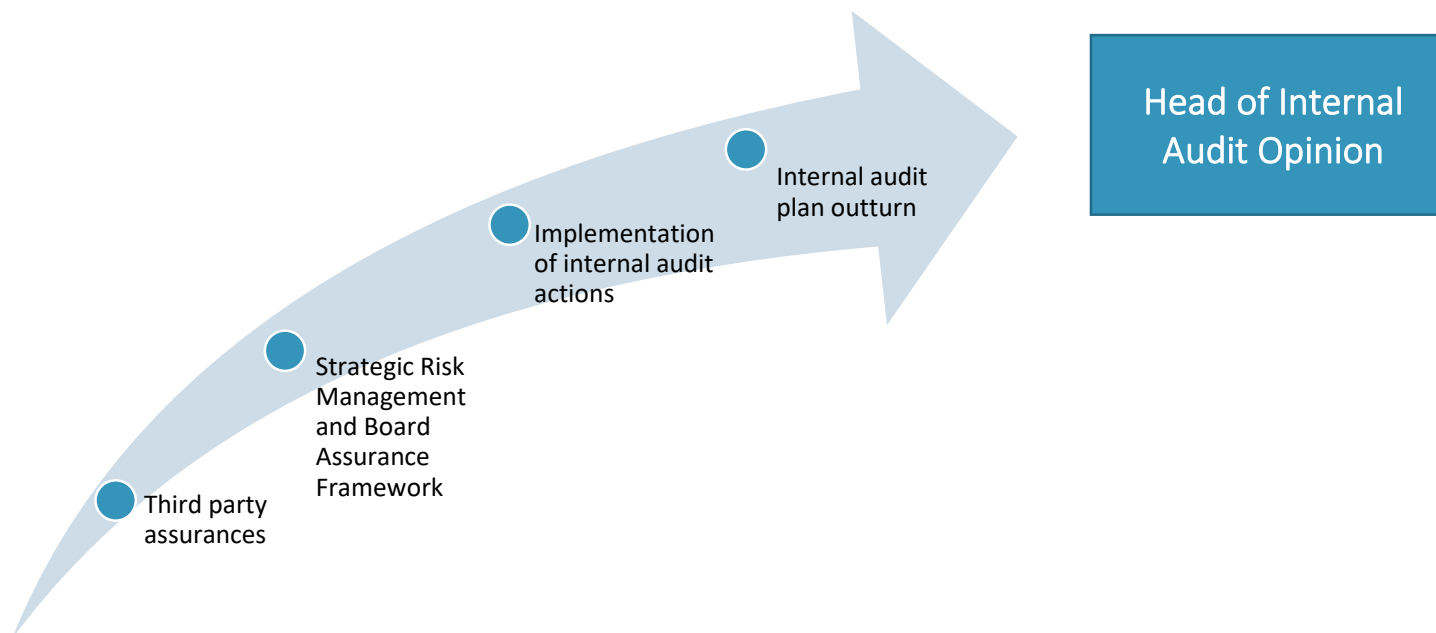 Head of Internal
Audit Opinion
Internal audit
plan outturn
Implementation
of internal audit
actions
Strategic Risk
Management
and Board
Assurance
Framework
Third party
assurances